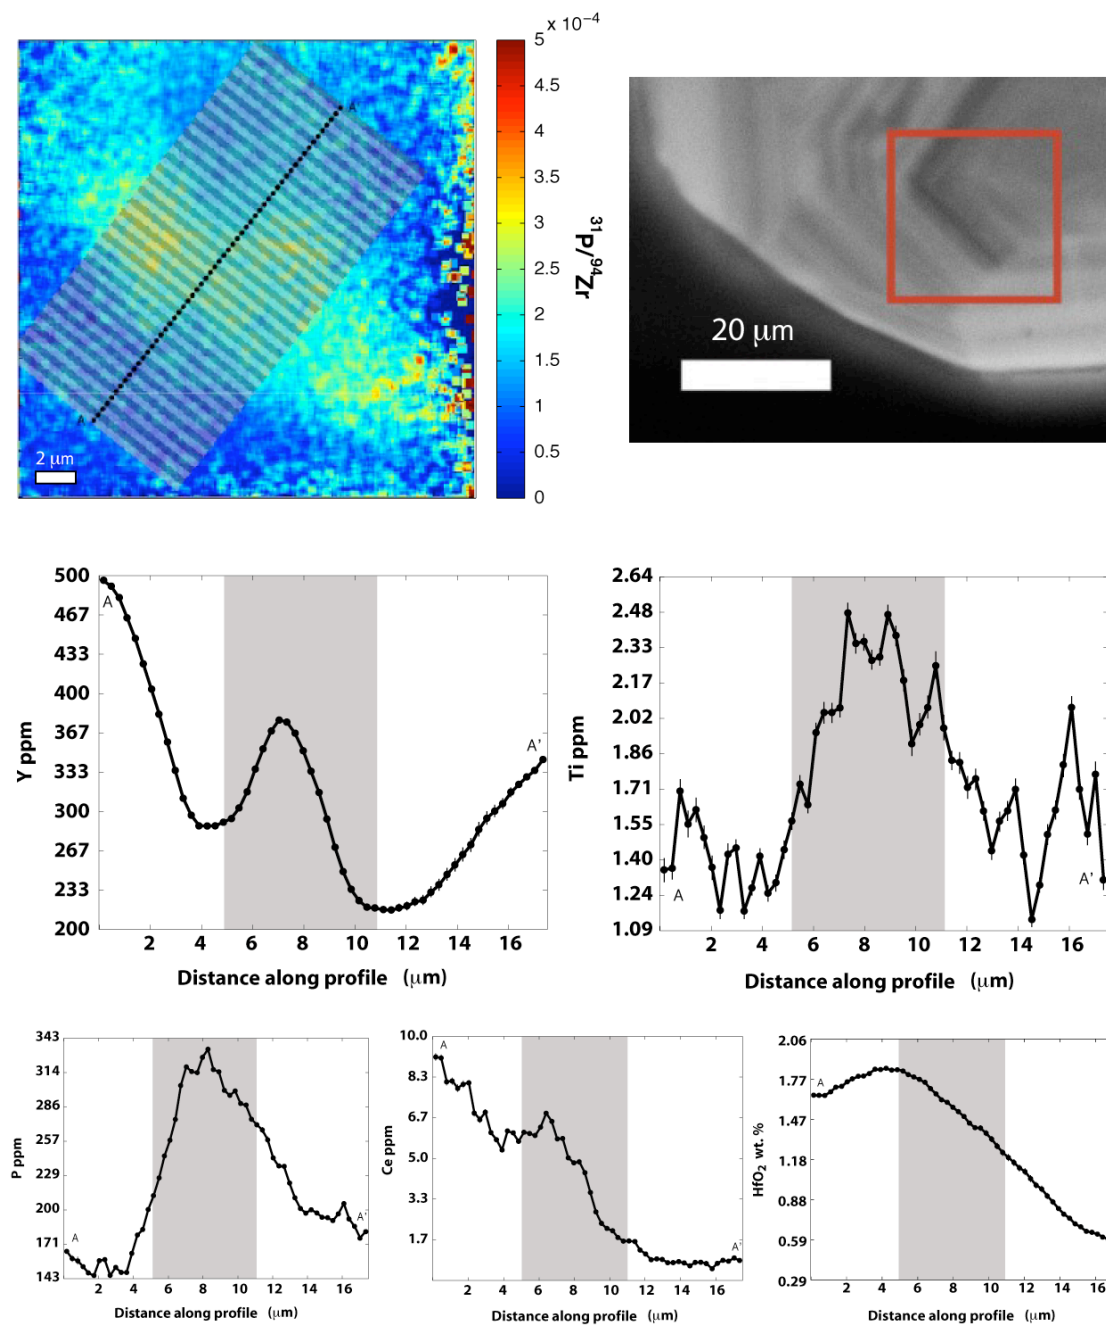 x 10⁻⁴
5
4.5
4
3.5
3
2.5
2
1.5
1
0.5
0
³¹P/⁹⁴Zr
A'
A
2 μm
20 μm
500
467
433
400
367
333
300
267
233
200
Y ppm
A
A'
2 4 6 8 10 12 14 16
Distance along profile (μm)
2.64
2.48
2.33
2.17
2.02
1.86
1.71
1.55
1.40
1.24
1.09
Ti ppm
A
A'
2 4 6 8 10 12 14 16
Distance along profile (μm)
343
314
286
257
229
200
171
143
P ppm
A
A'
2 4 6 8 10 12 14 16
Distance along profile (μm)
10.0
8.3
6.7
5.0
3.3
1.7
Ce ppm
A
A'
2 4 6 8 10 12 14 16
Distance along profile (μm)
2.06
1.77
1.47
1.18
0.88
0.59
0.29
HfO₂ wt. %
A
2 4 6 8 10 12 14 16
Distance along profile (μm)